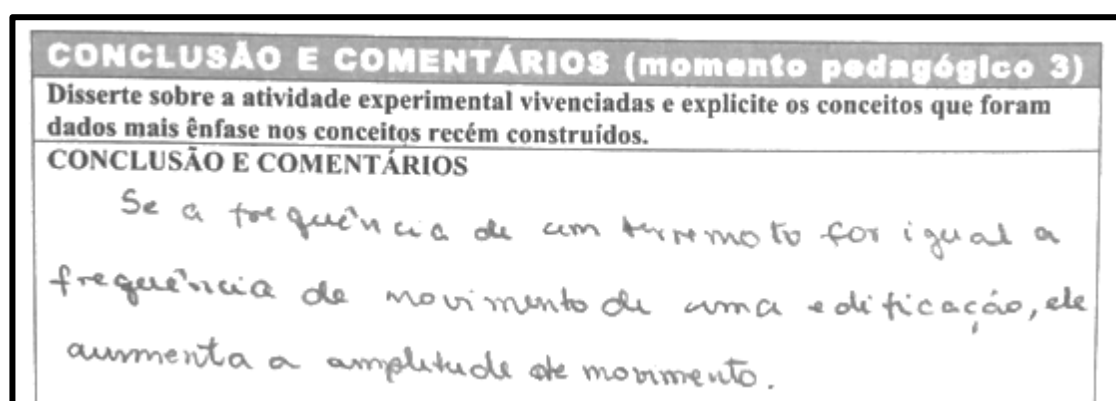 CONCLUSÃO E COMENTÁRIOS (momento pedagógico 3)
Disserte sobre a atividade experimental vivenciadas e explicite os conceitos que foram
dados mais ênfase nos conceitos recém construídos.
CONCLUSÃO E COMENTÁRIOS
Se a frequência de um terremoto for igual a
frequência de movimento de uma edificação, ele
aumenta a amplitude de movimento.